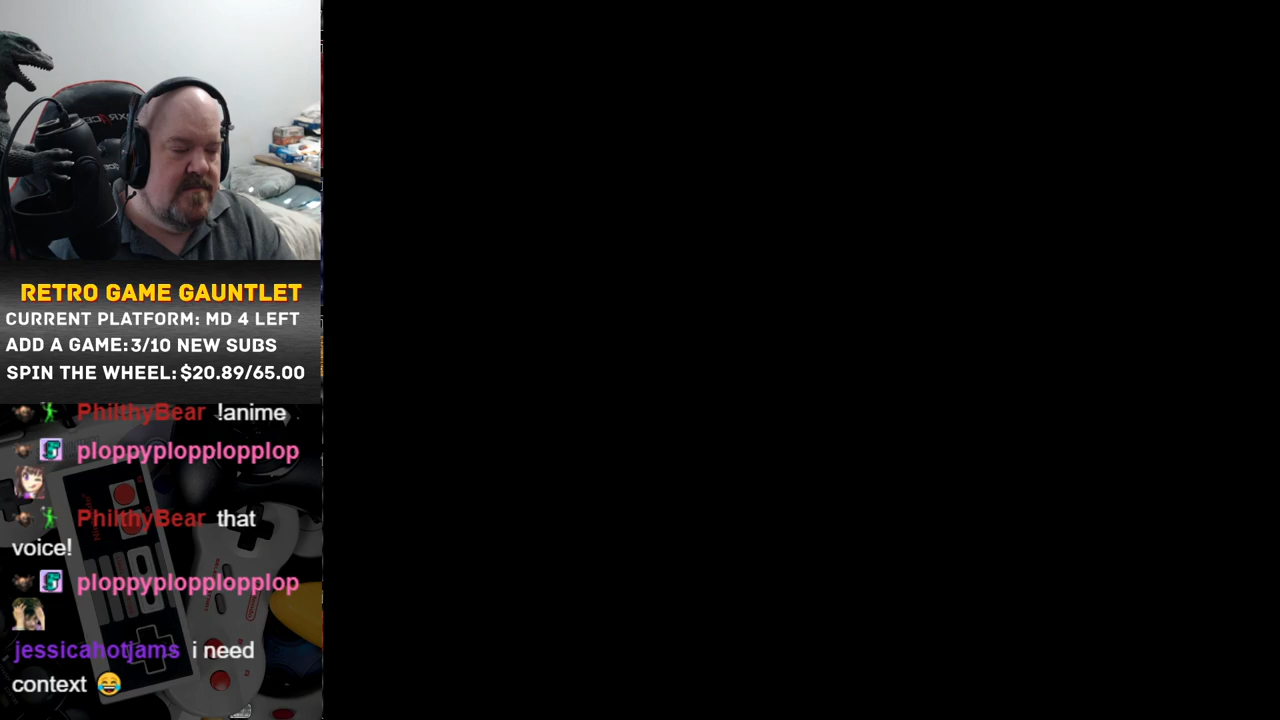 RETRO GAME GAUNTLET
CURRENT PLATFORM: MD 4 LEFT
ADD A GAME: 3/10 NEW SUBS
SPIN THE WHEEL: $20.89/65.00
PhilthyBear !anime
ploppyplopplopplop
PhilthyBear that
voice!
ploppyplopplopplop
jessicahotjams i need
context 😂